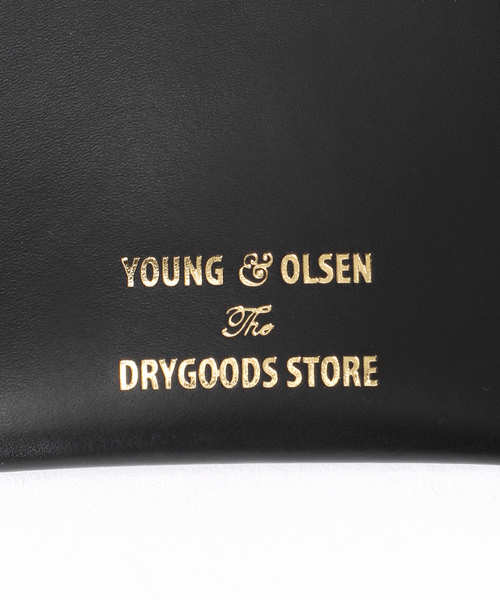 YOUNG & OLSEN
The
DRYGOODS STORE